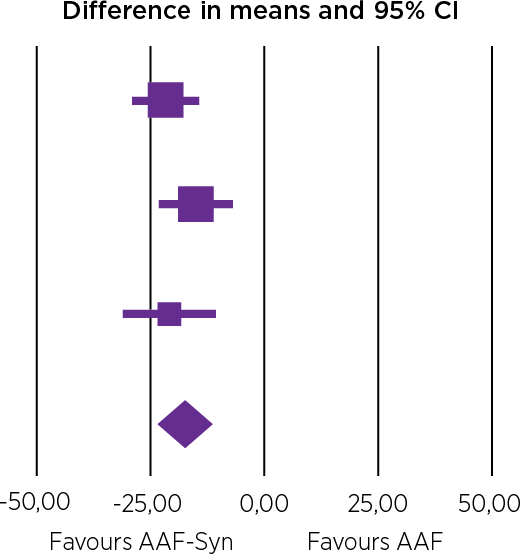 Difference in means and 95% CI
-50,00 -25,00 0,00 25,00 50,00
Favours AAF-Syn Favours AAF